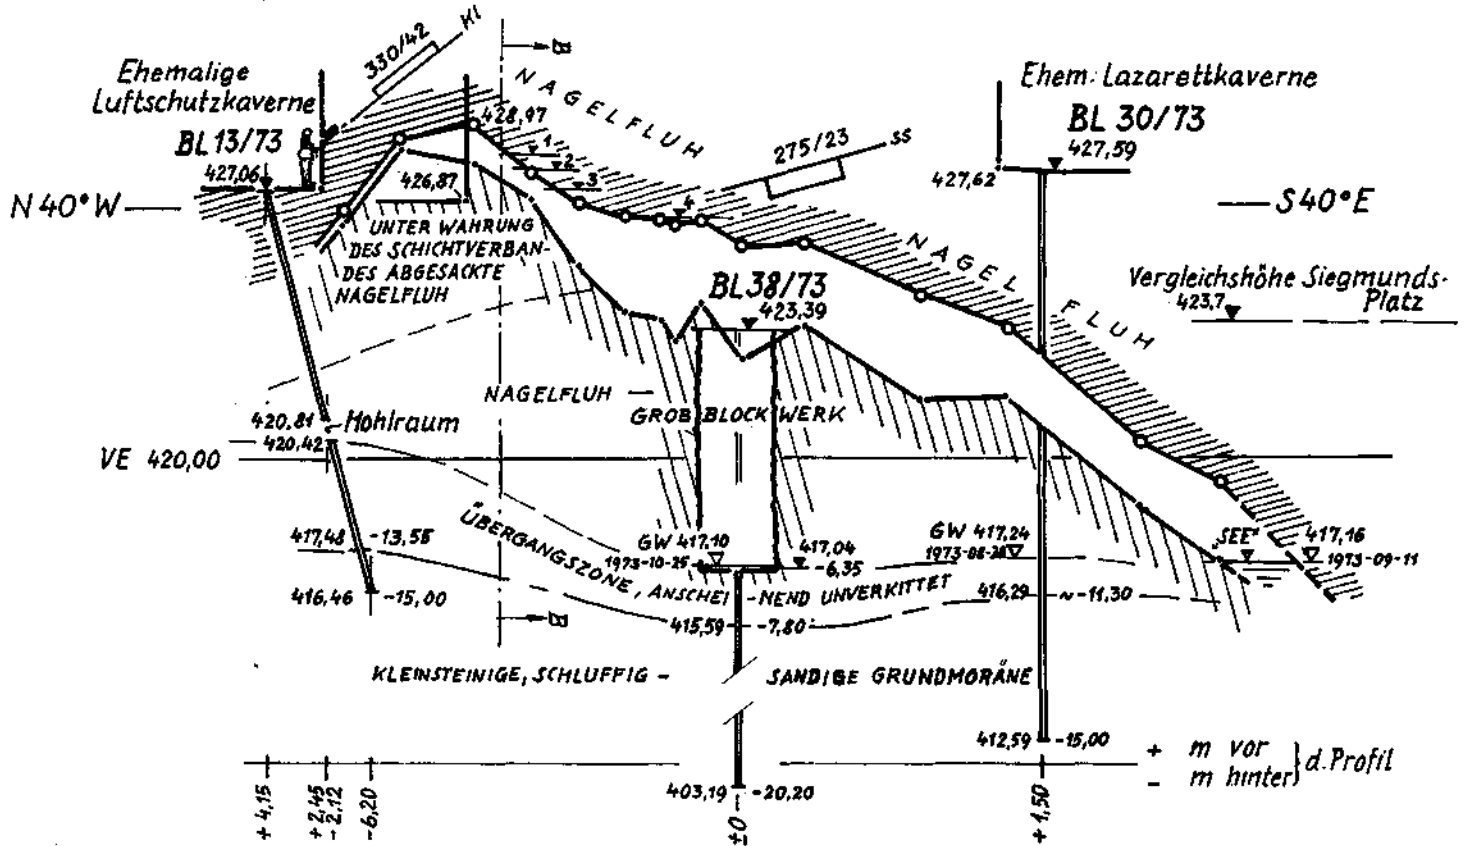 330/42
Kl
B
Ehemalige
Luftschutzkaverne
BL 13/73
427,06
N 40° W
428,97
NAGELFLUH
1
2
3
4
426,87
UNTER WAHRUNG
DES SCHICHTVERBAN-
DES ABGESACKTE
NAGELFLUH
275/23
SS
Ehem. Lazarettkaverne
BL 30/73
427,59
427,62
S 40° E
NAGELFLUH
Vergleichshöhe Siegmunds-
Platz
423,7
BL 38/73
423,39
NAGELFLUH —
GROBBLOCKWERK
420,81
Hohlraum
420,42
VE 420,00
417,48 -13,58
416,46 -15,00
ÜBERGANGSZONE, ANSCHEI-NEND UNVERKITTET
GW 417,10
1973-10-25
417,04
-6,35
GW 417,24
"SEE"
417,16
1973-09-11
416,29 ~-11,30
415,59 -7,80
B
KLEINSTEINIGE, SCHLUFFIG - SANDIGE GRUNDMORÄNE
412,59 -15,00
+ m vor
- m hinter } d. Profil
403,19 -20,20
+4,15
+2,45
-2,12
-6,20
±0
+1,50